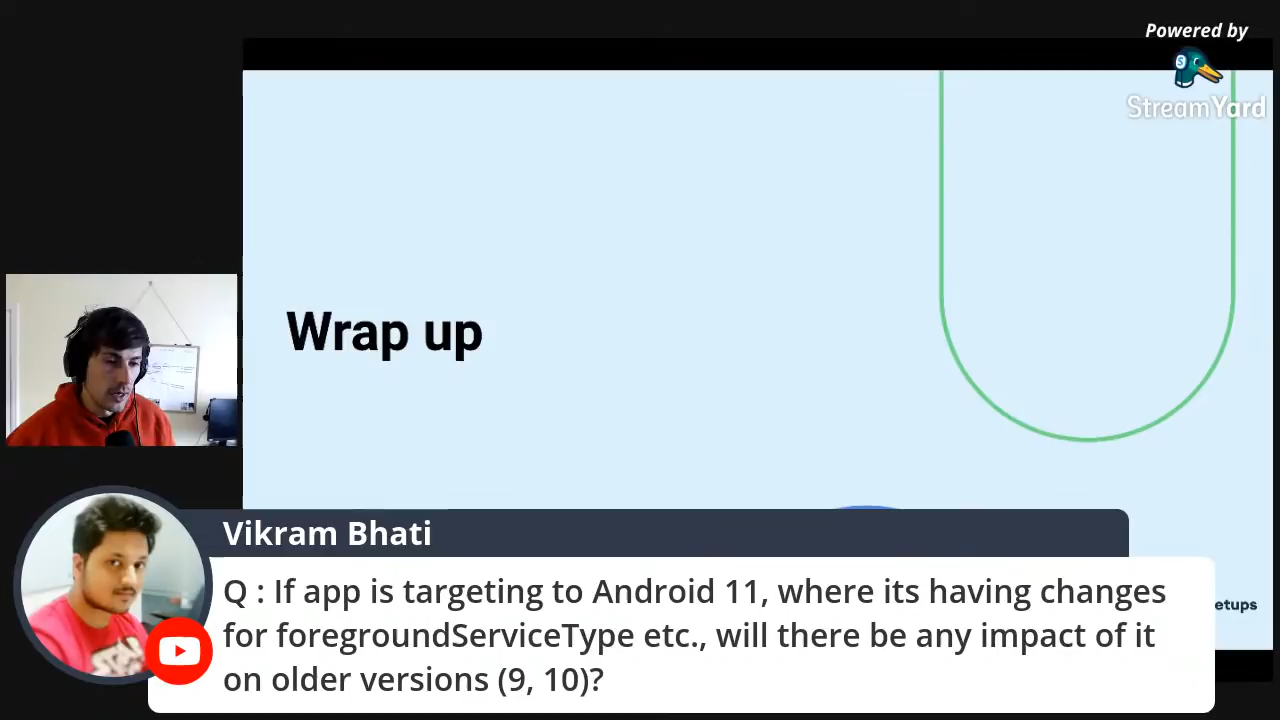 Powered by
StreamYard
Wrap up
etups
Vikram Bhati
Q : If app is targeting to Android 11, where its having changes
for foregroundServiceType etc., will there be any impact of it
on older versions (9, 10)?